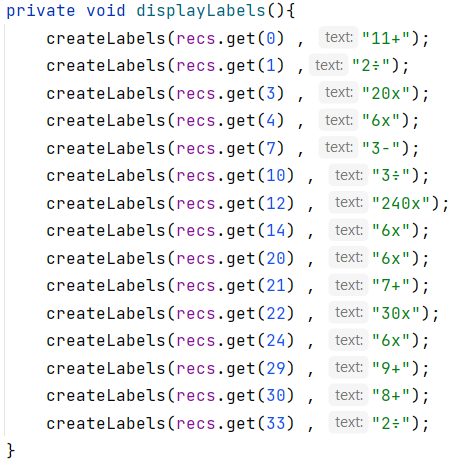 private void displayLabels(){
createLabels(recs.get(0) , text: "11+");
createLabels(recs.get(1) , text: "2÷");
createLabels(recs.get(3) , text: "20x");
createLabels(recs.get(4) , text: "6x");
createLabels(recs.get(7) , text: "3-");
createLabels(recs.get(10) , text: "3÷");
createLabels(recs.get(12) , text: "240x");
createLabels(recs.get(14) , text: "6x");
createLabels(recs.get(20) , text: "6x");
createLabels(recs.get(21) , text: "7+");
createLabels(recs.get(22) , text: "30x");
createLabels(recs.get(24) , text: "6x");
createLabels(recs.get(29) , text: "9+");
createLabels(recs.get(30) , text: "8+");
createLabels(recs.get(33) , text: "2÷");
}